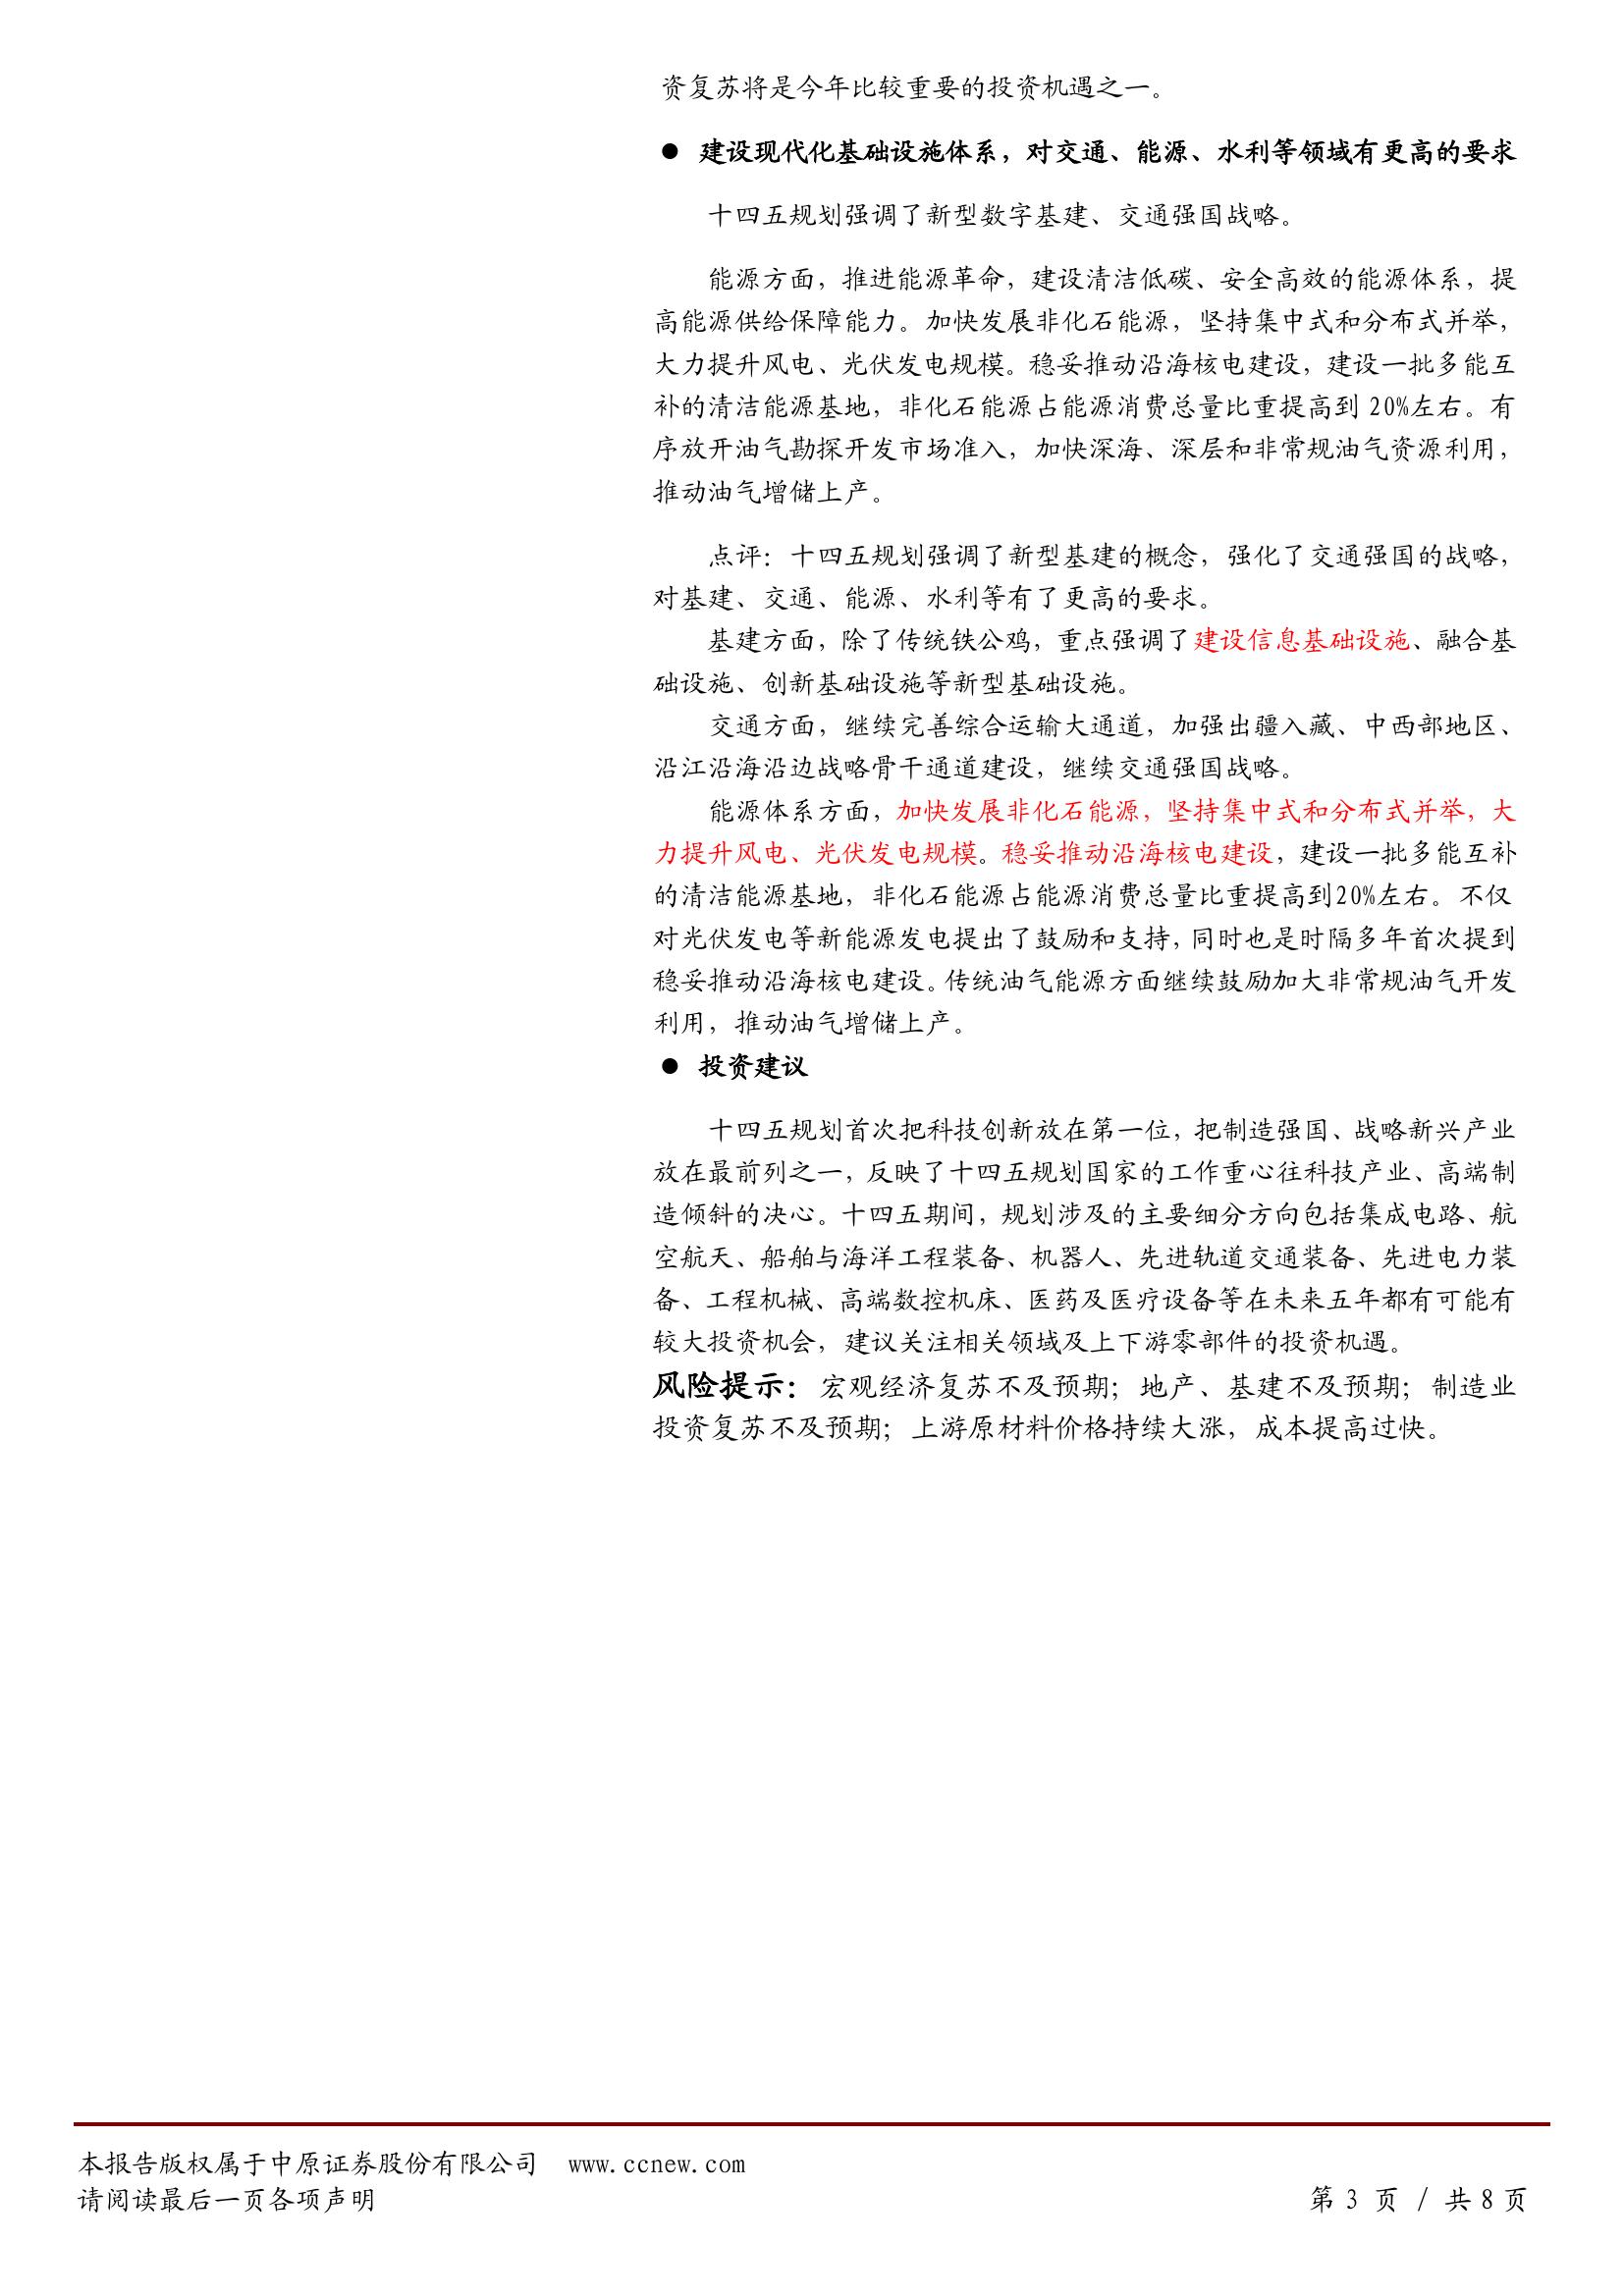 资复苏将是今年比较重要的投资机遇之一。
● 建设现代化基础设施体系，对交通、能源、水利等领域有更高的要求
十四五规划强调了新型数字基建、交通强国战略。
能源方面，推进能源革命，建设清洁低碳、安全高效的能源体系，提
高能源供给保障能力。加快发展非化石能源，坚持集中式和分布式并举，
大力提升风电、光伏发电规模。稳妥推动沿海核电建设，建设一批多能互
补的清洁能源基地，非化石能源占能源消费总量比重提高到 20%左右。有
序放开油气勘探开发市场准入，加快深海、深层和非常规油气资源利用，
推动油气增储上产。
点评：十四五规划强调了新型基建的概念，强化了交通强国的战略，
对基建、交通、能源、水利等有了更高的要求。
基建方面，除了传统铁公鸡，重点强调了建设信息基础设施、融合基
础设施、创新基础设施等新型基础设施。
交通方面，继续完善综合运输大通道，加强出疆入藏、中西部地区、
沿江沿海沿边战略骨干通道建设，继续交通强国战略。
能源体系方面，加快发展非化石能源，坚持集中式和分布式并举，大
力提升风电、光伏发电规模。稳妥推动沿海核电建设，建设一批多能互补
的清洁能源基地，非化石能源占能源消费总量比重提高到20%左右。不仅
对光伏发电等新能源发电提出了鼓励和支持，同时也是时隔多年首次提到
稳妥推动沿海核电建设。传统油气能源方面继续鼓励加大非常规油气开发
利用，推动油气增储上产。
● 投资建议
十四五规划首次把科技创新放在第一位，把制造强国、战略新兴产业
放在最前列之一，反映了十四五规划国家的工作重心往科技产业、高端制
造倾斜的决心。十四五期间，规划涉及的主要细分方向包括集成电路、航
空航天、船舶与海洋工程装备、机器人、先进轨道交通装备、先进电力装
备、工程机械、高端数控机床、医药及医疗设备等在未来五年都有可能有
较大投资机会，建议关注相关领域及上下游零部件的投资机遇。
风险提示：宏观经济复苏不及预期；地产、基建不及预期；制造业
投资复苏不及预期；上游原材料价格持续大涨，成本提高过快。
本报告版权属于中原证券股份有限公司 www.ccnew.com
请阅读最后一页各项声明
第 3 页 / 共 8 页